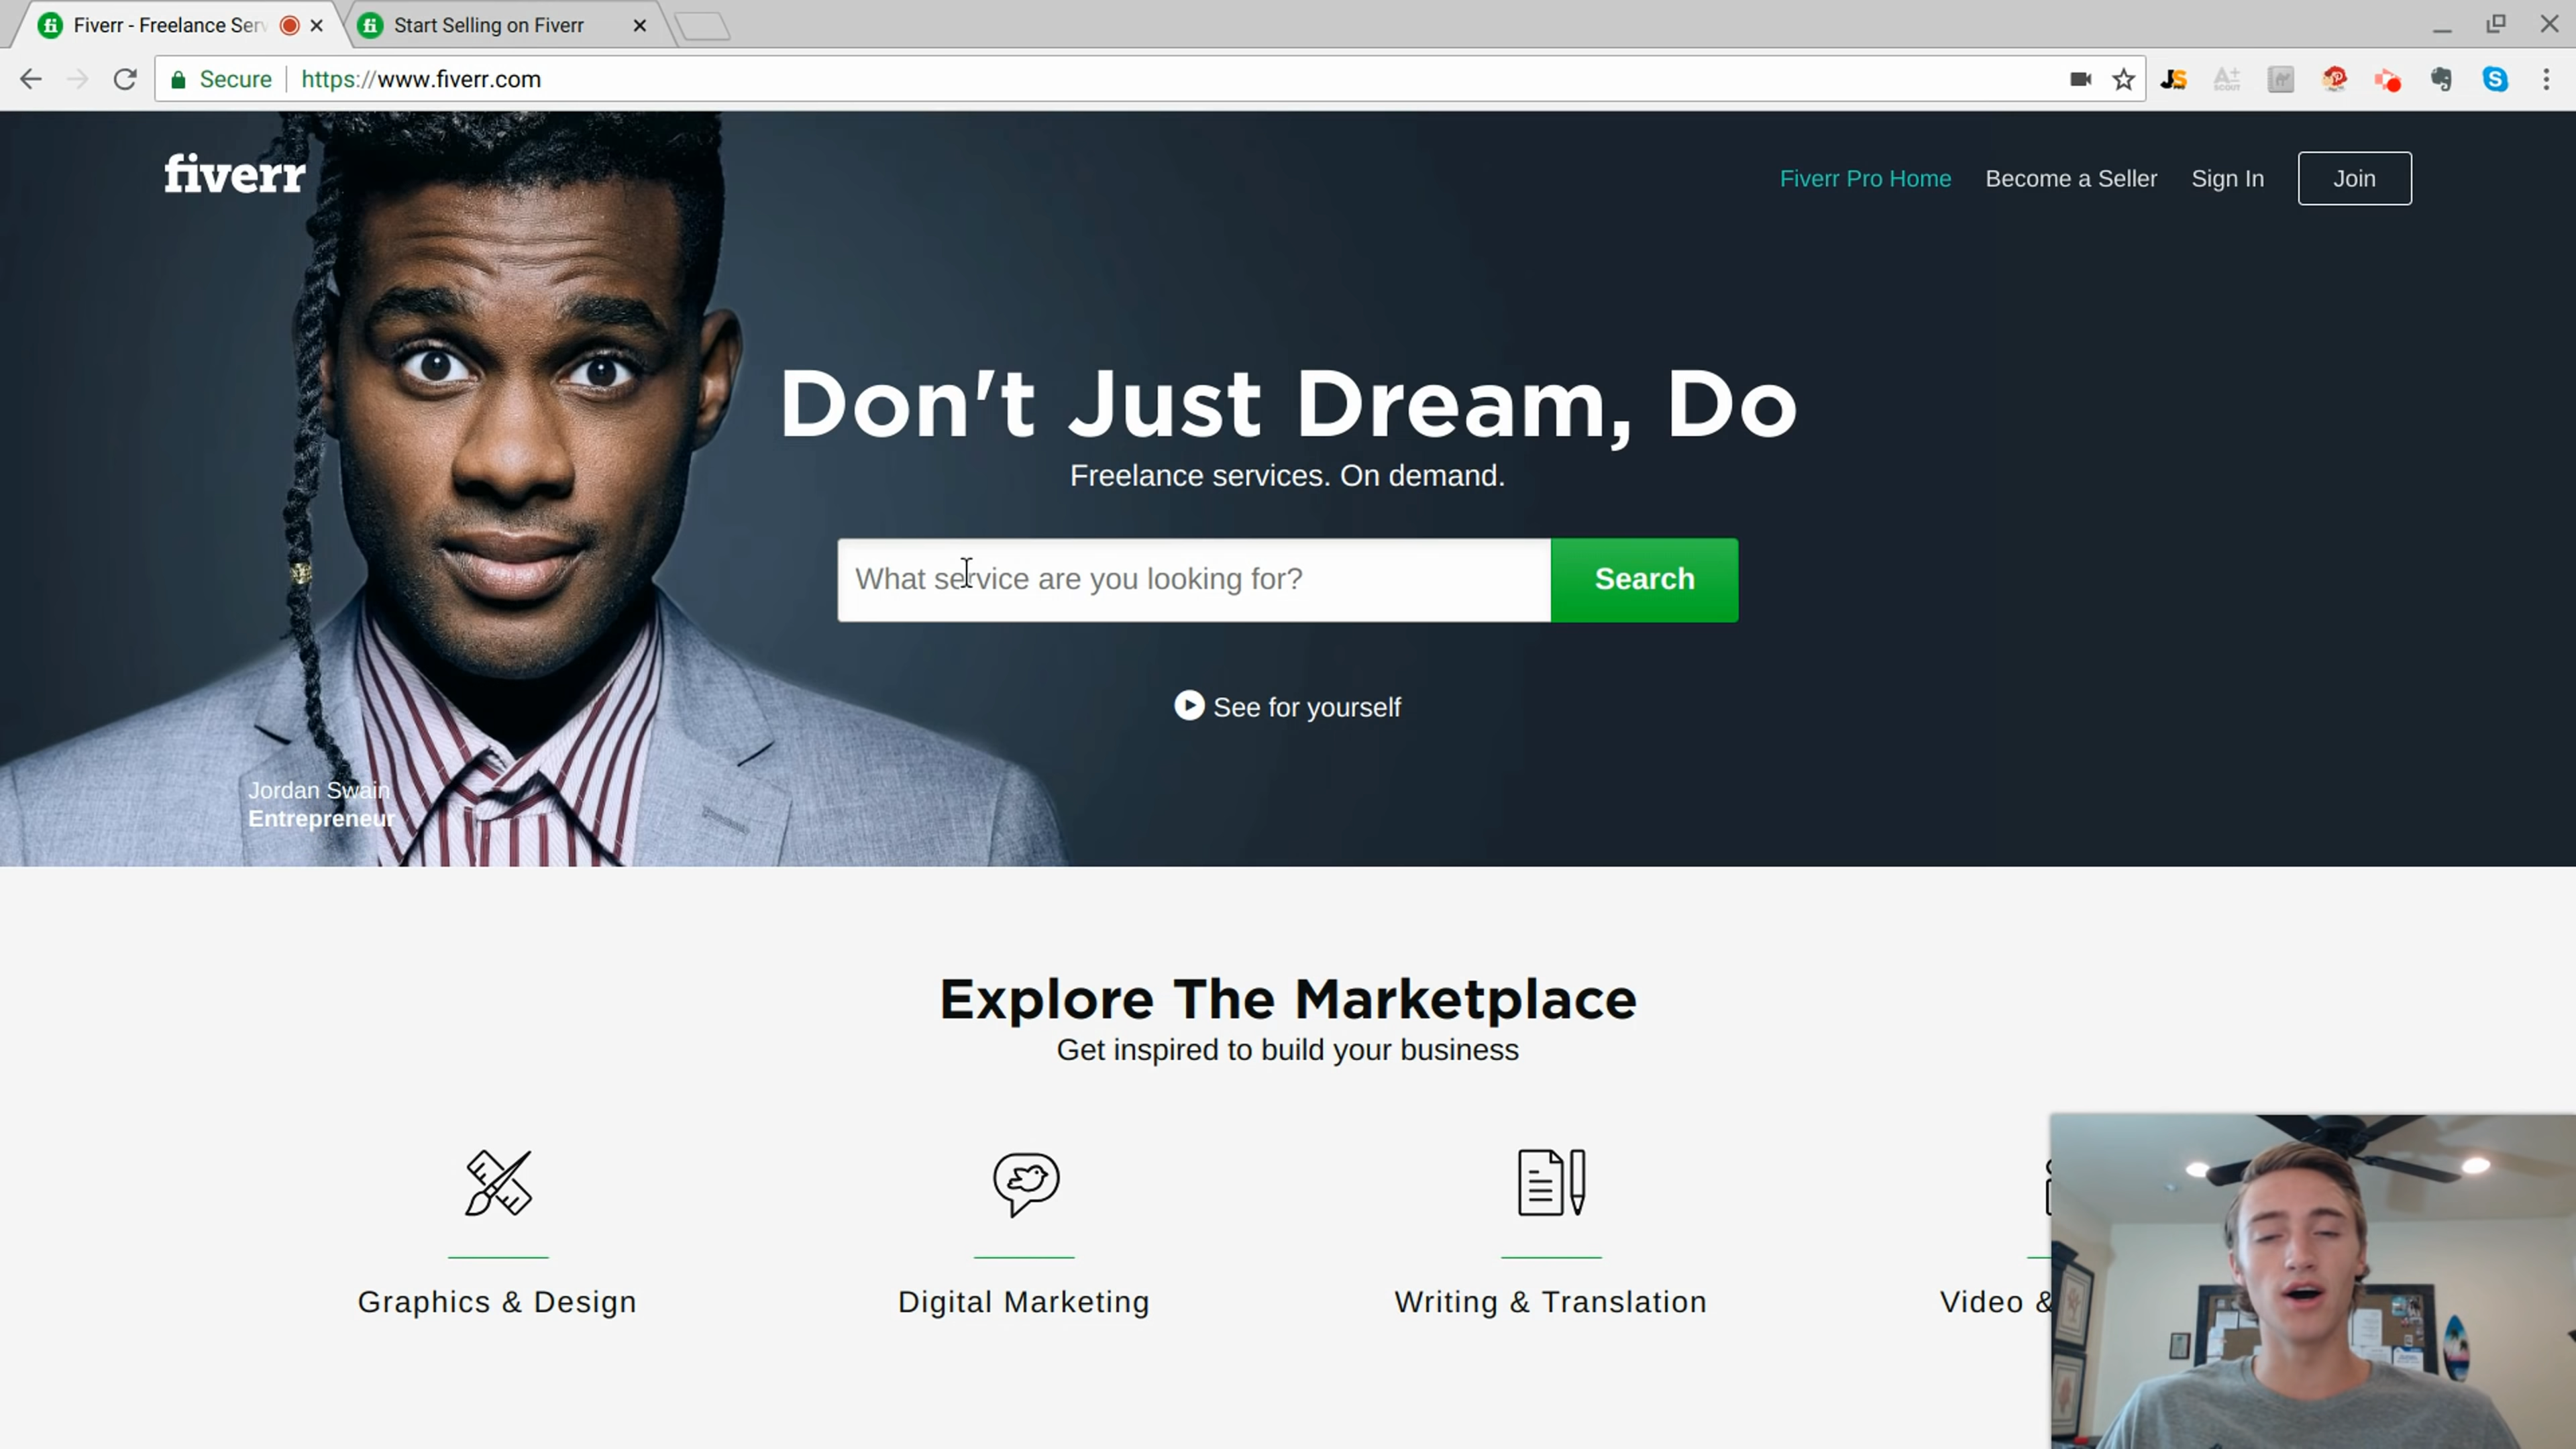 Fiverr - Freelance Ser
Start Selling on Fiverr
Secure
https://www.fiverr.com
fiverr
Fiverr Pro Home
Become a Seller
Sign In
Join
Don't Just Dream, Do
Freelance services. On demand.
What service are you looking for?
Search
See for yourself
Jordan Swain
Entrepreneur
Explore The Marketplace
Get inspired to build your business
Graphics & Design
Digital Marketing
Writing & Translation
Video &